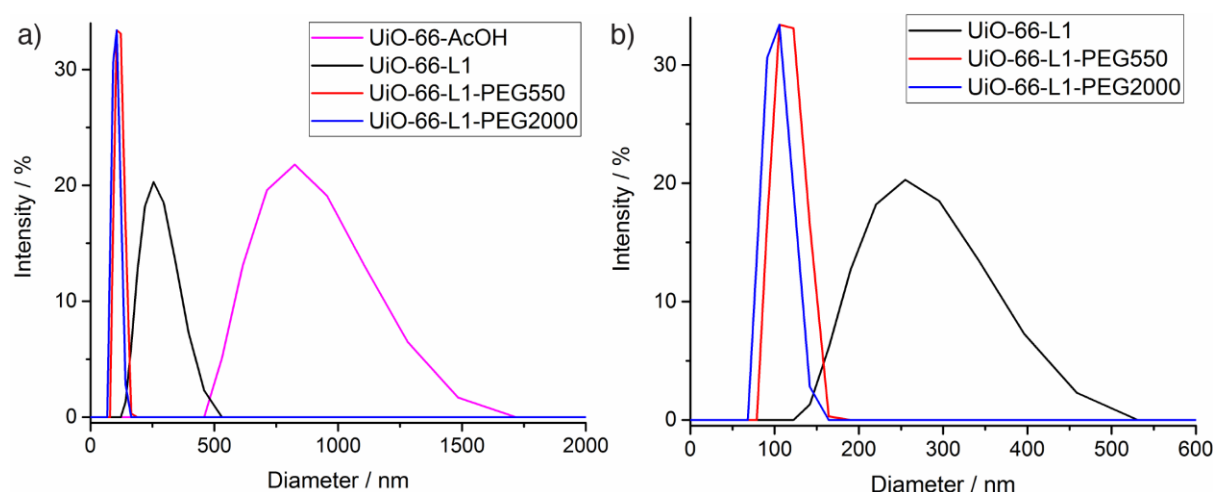 a)
UiO-66-AcOH
UiO-66-L1
UiO-66-L1-PEG550
UiO-66-L1-PEG2000
Intensity / %
30
20
10
0
0
500
1000
1500
2000
Diameter / nm
b)
UiO-66-L1
UiO-66-L1-PEG550
UiO-66-L1-PEG2000
Intensity / %
30
20
10
0
0
100
200
300
400
500
600
Diameter / nm